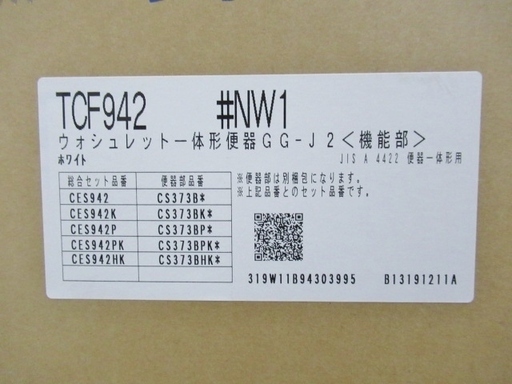 TCF942 #NW1
ウォシュレット一体形便器GG-J2<機能部>
ホワイト
JIS A 4422 便器一体形用
総合セット品番 便器部品番
CES942 CS373B*
CES942K CS373BK*
CES942P CS373BP*
CES942PK CS373BPK*
CES942HK CS373BHK*
※便器部は別梱包になります。
※上記品番とのセット品番です。
319W11B94303995
B13191211A